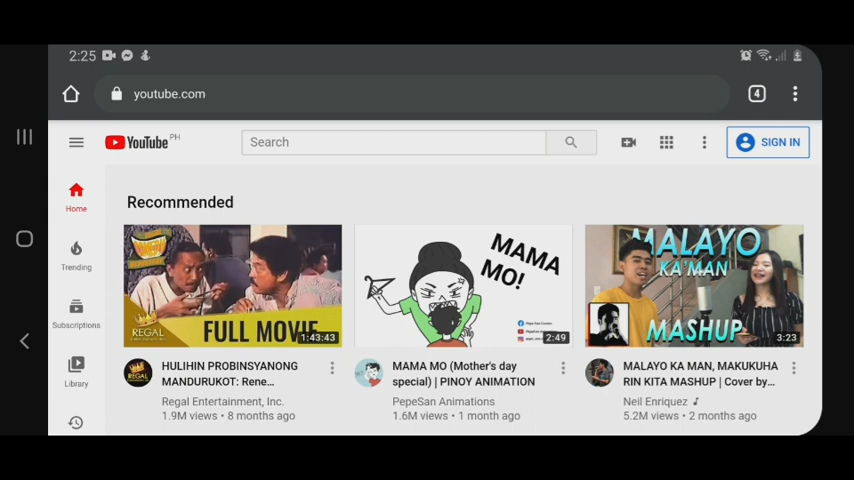 2:25
4
youtube.com
YouTube PH
Search
SIGN IN
Home
Trending
Subscriptions
Library
Recommended
REGAL
FULL MOVIE
1:43:43
MAMA
MO!
2:49
MALAYO
KA MAN
MASHUP
3:23
HULIHIN PROBINSYANONG
MANDURUKOT: Rene...
Regal Entertainment, Inc.
1.9M views • 8 months ago
MAMA MO (Mother's day
special) | PINOY ANIMATION
PepeSan Animations
1.6M views • 1 month ago
MALAYO KA MAN, MAKUKUHA
RIN KITA MASHUP | Cover by...
Neil Enriquez
5.2M views • 2 months ago